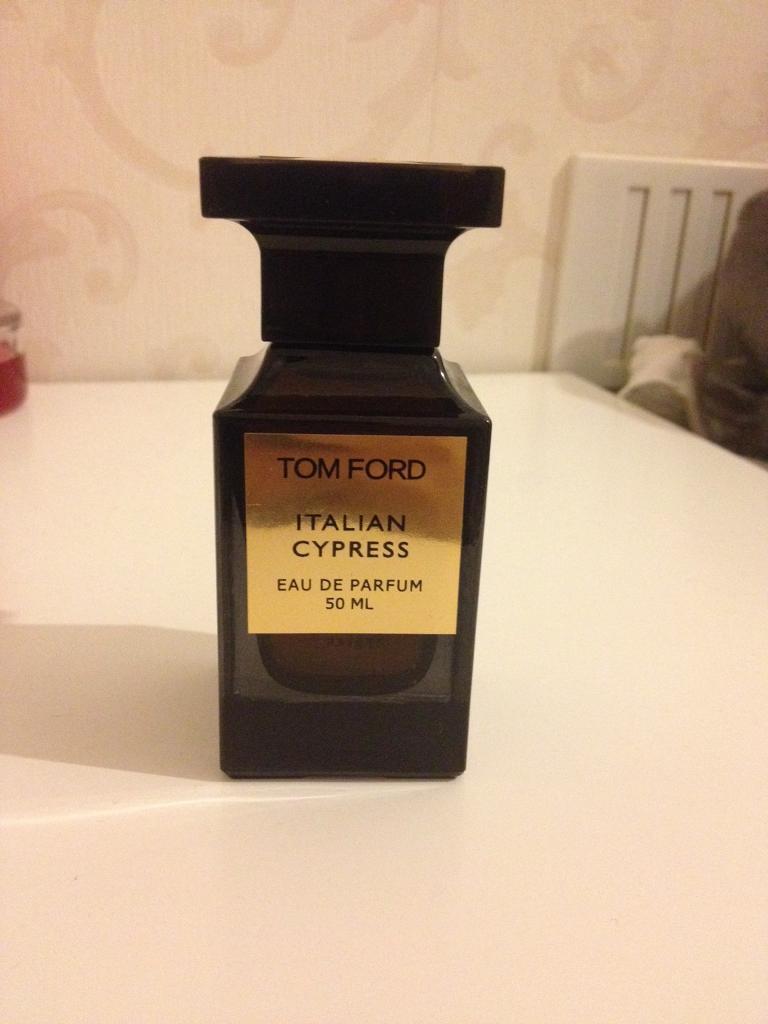 TOM FORD
ITALIAN
CYPRESS
EAU DE PARFUM
50 ML